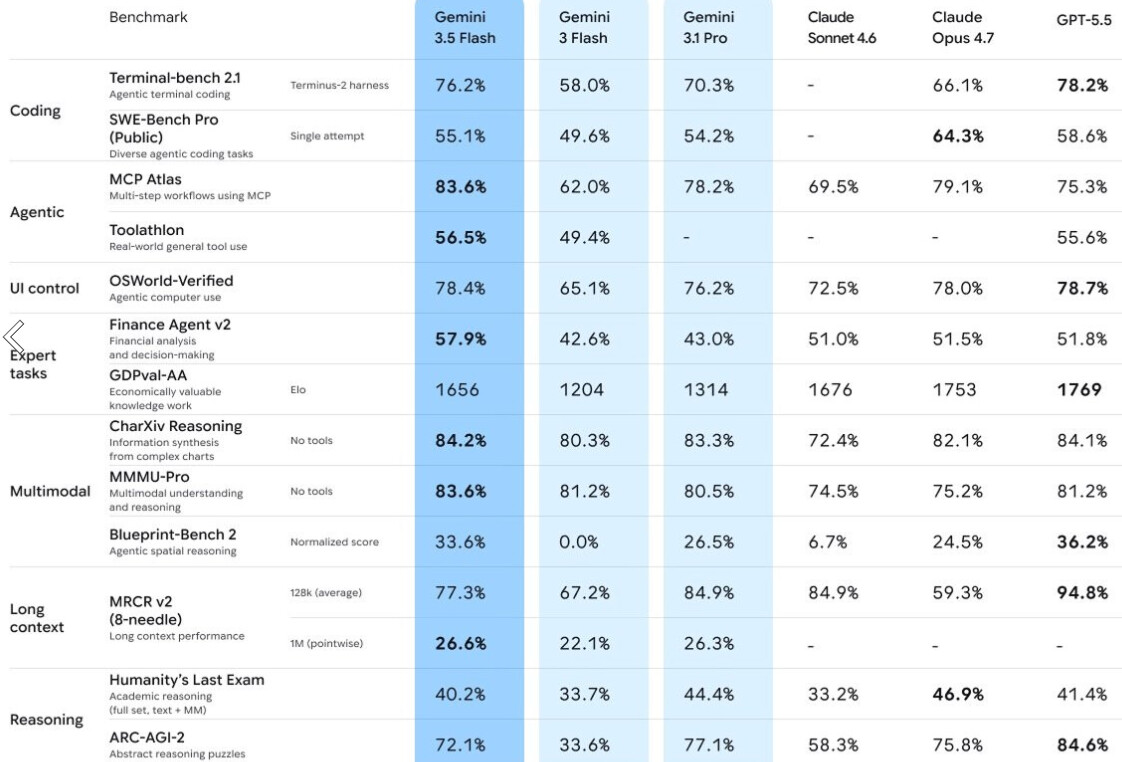 Benchmark Gemini 3.5 Flash Gemini 3 Flash Gemini 3.1 Pro Claude Sonnet 4.6 Claude Opus 4.7 GPT-5.5
Coding
Terminal-bench 2.1
Agentic terminal coding
Terminus-2 harness
76.2% 58.0% 70.3% - 66.1% 78.2%
SWE-Bench Pro
(Public)
Diverse agentic coding tasks
Single attempt
55.1% 49.6% 54.2% - 64.3% 58.6%
Agentic
MCP Atlas
Multi-step workflows using MCP
83.6% 62.0% 78.2% 69.5% 79.1% 75.3%
Toolathlon
Real-world general tool use
56.5% 49.4% - - - 55.6%
UI control
OSWorld-Verified
Agentic computer use
78.4% 65.1% 76.2% 72.5% 78.0% 78.7%
Expert
tasks
Finance Agent v2
Financial analysis
and decision-making
57.9% 42.6% 43.0% 51.0% 51.5% 51.8%
GDPval-AA
Economically valuable
knowledge work
Elo
1656 1204 1314 1676 1753 1769
Multimodal
CharXiv Reasoning
Information synthesis
from complex charts
No tools
84.2% 80.3% 83.3% 72.4% 82.1% 84.1%
MMMU-Pro
Multimodal understanding
and reasoning
No tools
83.6% 81.2% 80.5% 74.5% 75.2% 81.2%
Blueprint-Bench 2
Agentic spatial reasoning
Normalized score
33.6% 0.0% 26.5% 6.7% 24.5% 36.2%
Long
context
MRCR v2
(8-needle)
Long context performance
128k (average)
77.3% 67.2% 84.9% 84.9% 59.3% 94.8%
1M (pointwise)
26.6% 22.1% 26.3% - - -
Reasoning
Humanity's Last Exam
Academic reasoning
(full set, text + MM)
40.2% 33.7% 44.4% 33.2% 46.9% 41.4%
ARC-AGI-2
Abstract reasoning puzzles
72.1% 33.6% 77.1% 58.3% 75.8% 84.6%